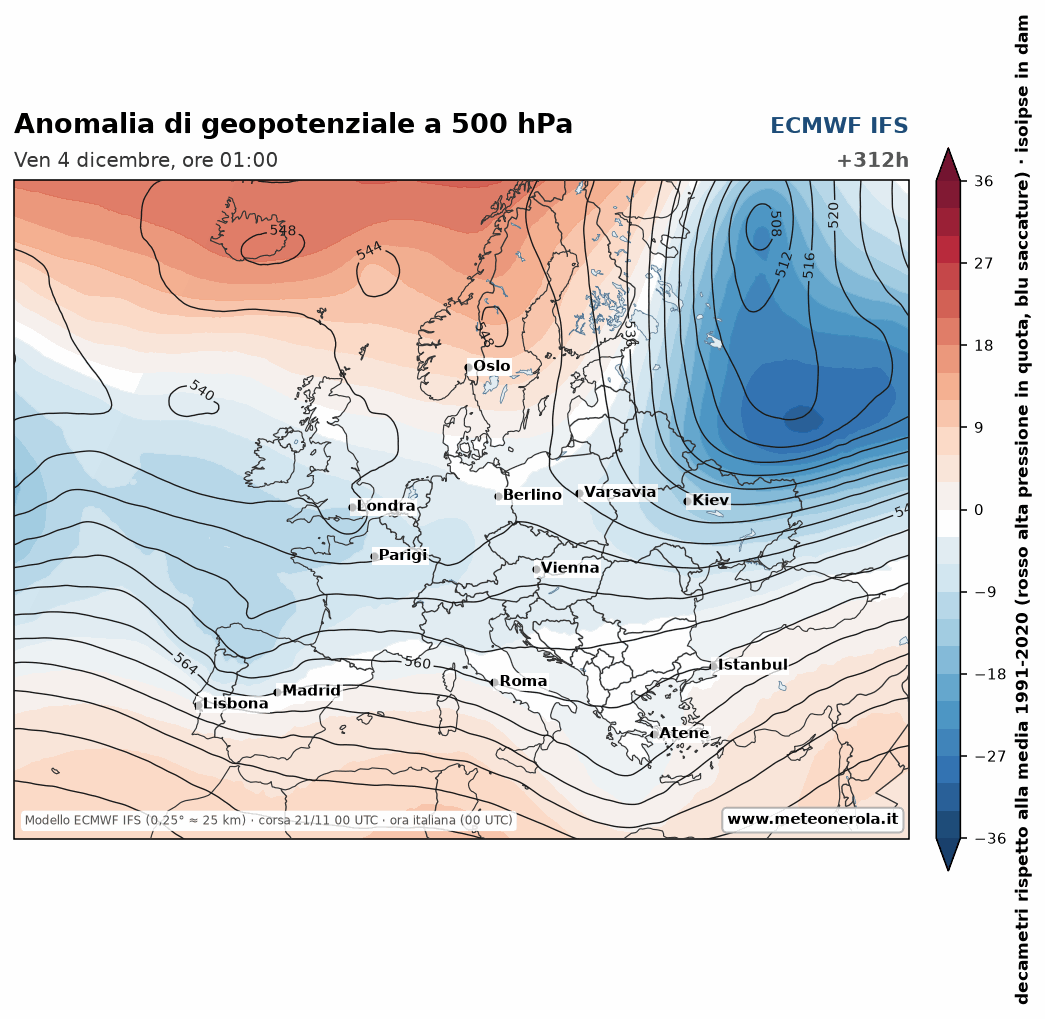 Anomalia di geopotenziale a 500 hPa
ECMWF IFS
Ven 4 dicembre, ore 01:00
+312h
548
544
548
540
536
508
512
516
520
Oslo
Londra
Berlino
Varsavia
Kiev
54
Parigi
Vienna
564
560
Madrid
Lisbona
Roma
Istanbul
Atene
Modello ECMWF IFS (0,25° ≈ 25 km) · corsa 21/11 00 UTC · ora italiana (00 UTC)
www.meteonerola.it
36
27
18
9
0
−9
−18
−27
−36
decametri rispetto alla media 1991-2020 (rosso alta pressione in quota, blu saccature) · isoipse in dam